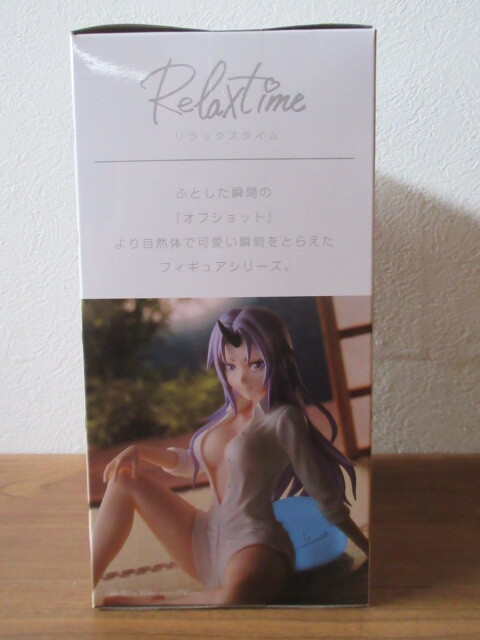 Relaxtime
リラックスタイム
ふとした瞬間の
『オフショット』
より自然体で可愛い瞬間をとらえた
フィギュアシリーズ。